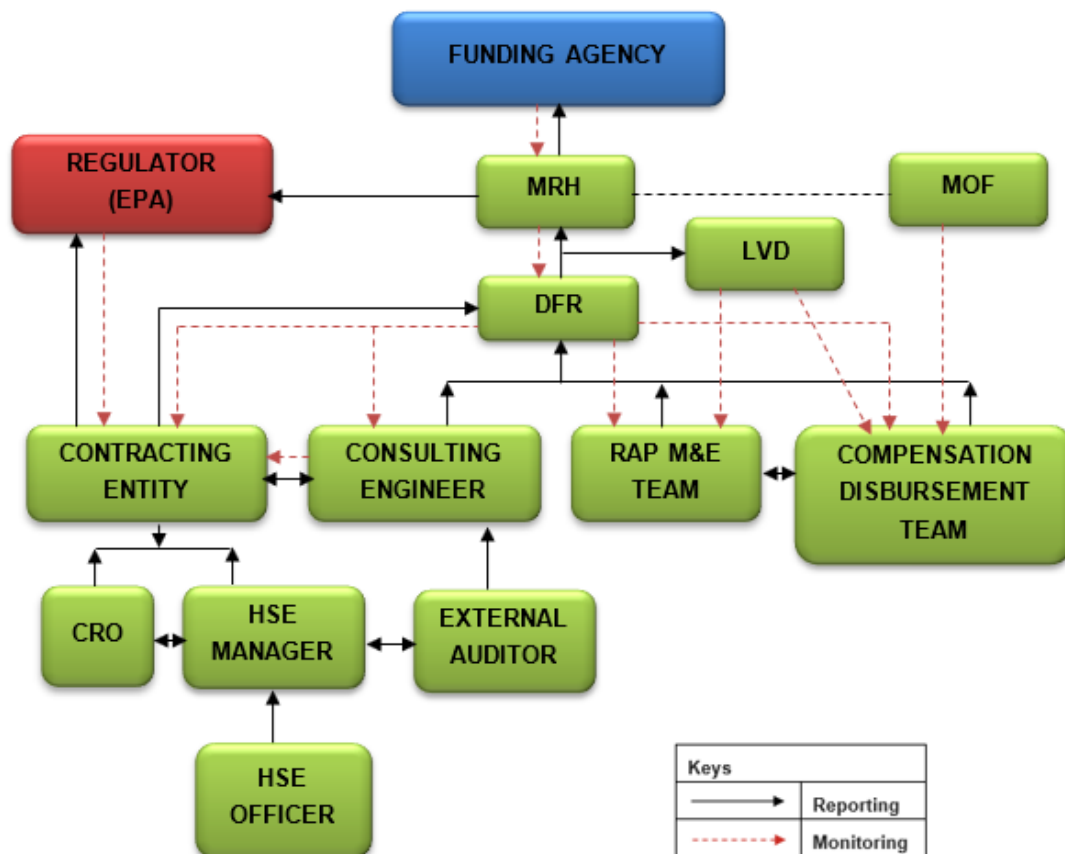 FUNDING AGENCY
REGULATOR
(EPA)
MRH
MOF
LVD
DFR
CONTRACTING
ENTITY
CONSULTING
ENGINEER
RAP M&E
TEAM
COMPENSATION
DISBURSEMENT
TEAM
CRO
HSE
MANAGER
EXTERNAL
AUDITOR
HSE
OFFICER
Keys
Reporting
Monitoring